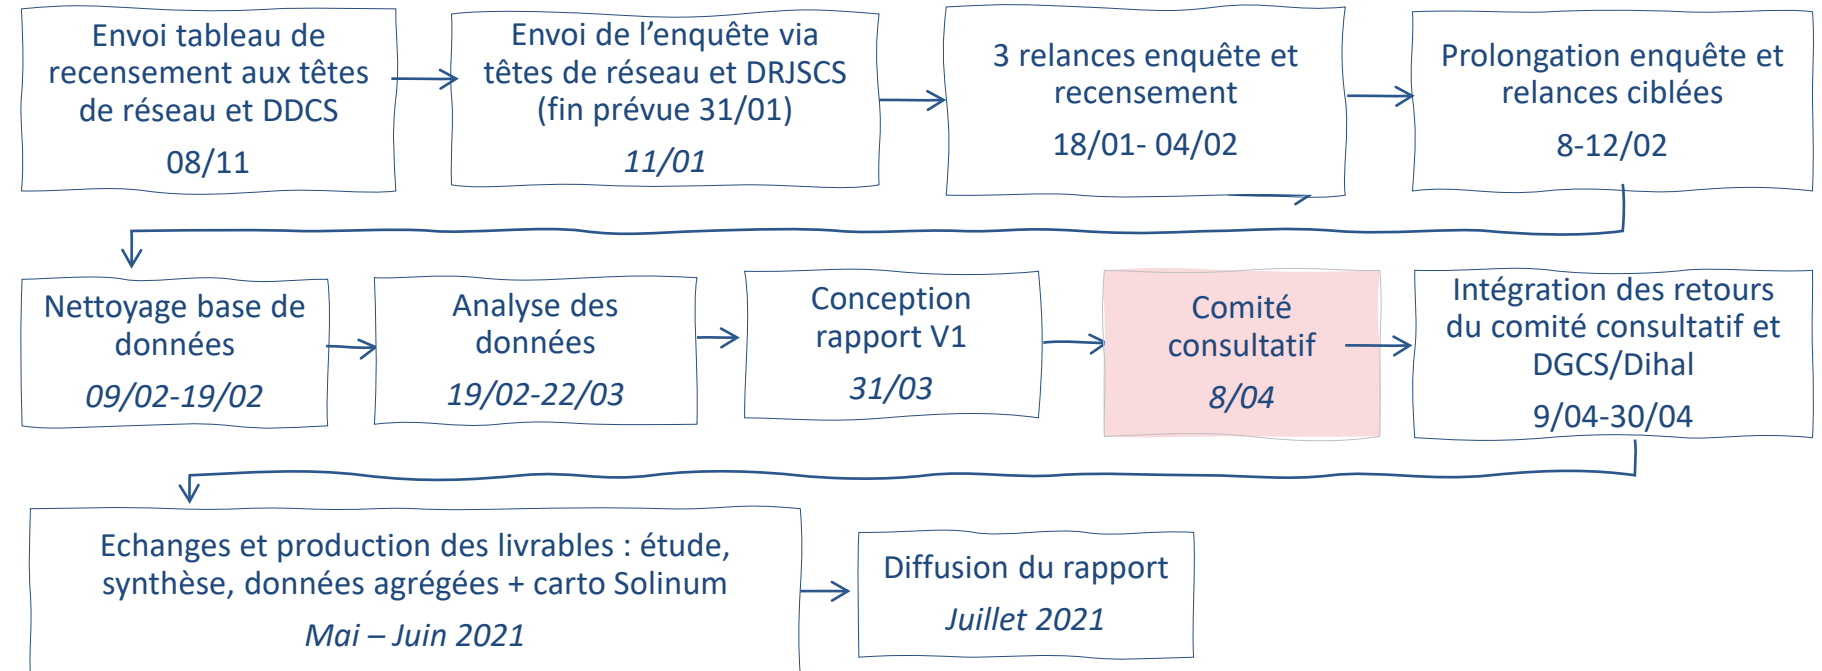 Envoi tableau de
recensement aux têtes
de réseau et DDCS
08/11
Envoi de l’enquête via
têtes de réseau et DRJSCS
(fin prévue 31/01)
11/01
3 relances enquête et
recensement
18/01- 04/02
Prolongation enquête et
relances ciblées
8-12/02
Nettoyage base de
données
09/02-19/02
Analyse des
données
19/02-22/03
Conception
rapport V1
31/03
Comité
consultatif
8/04
Intégration des retours
du comité consultatif et
DGCS/Dihal
9/04-30/04
Echanges et production des livrables : étude,
synthèse, données agrégées + carto Solinum
Mai – Juin 2021
Diffusion du rapport
Juillet 2021